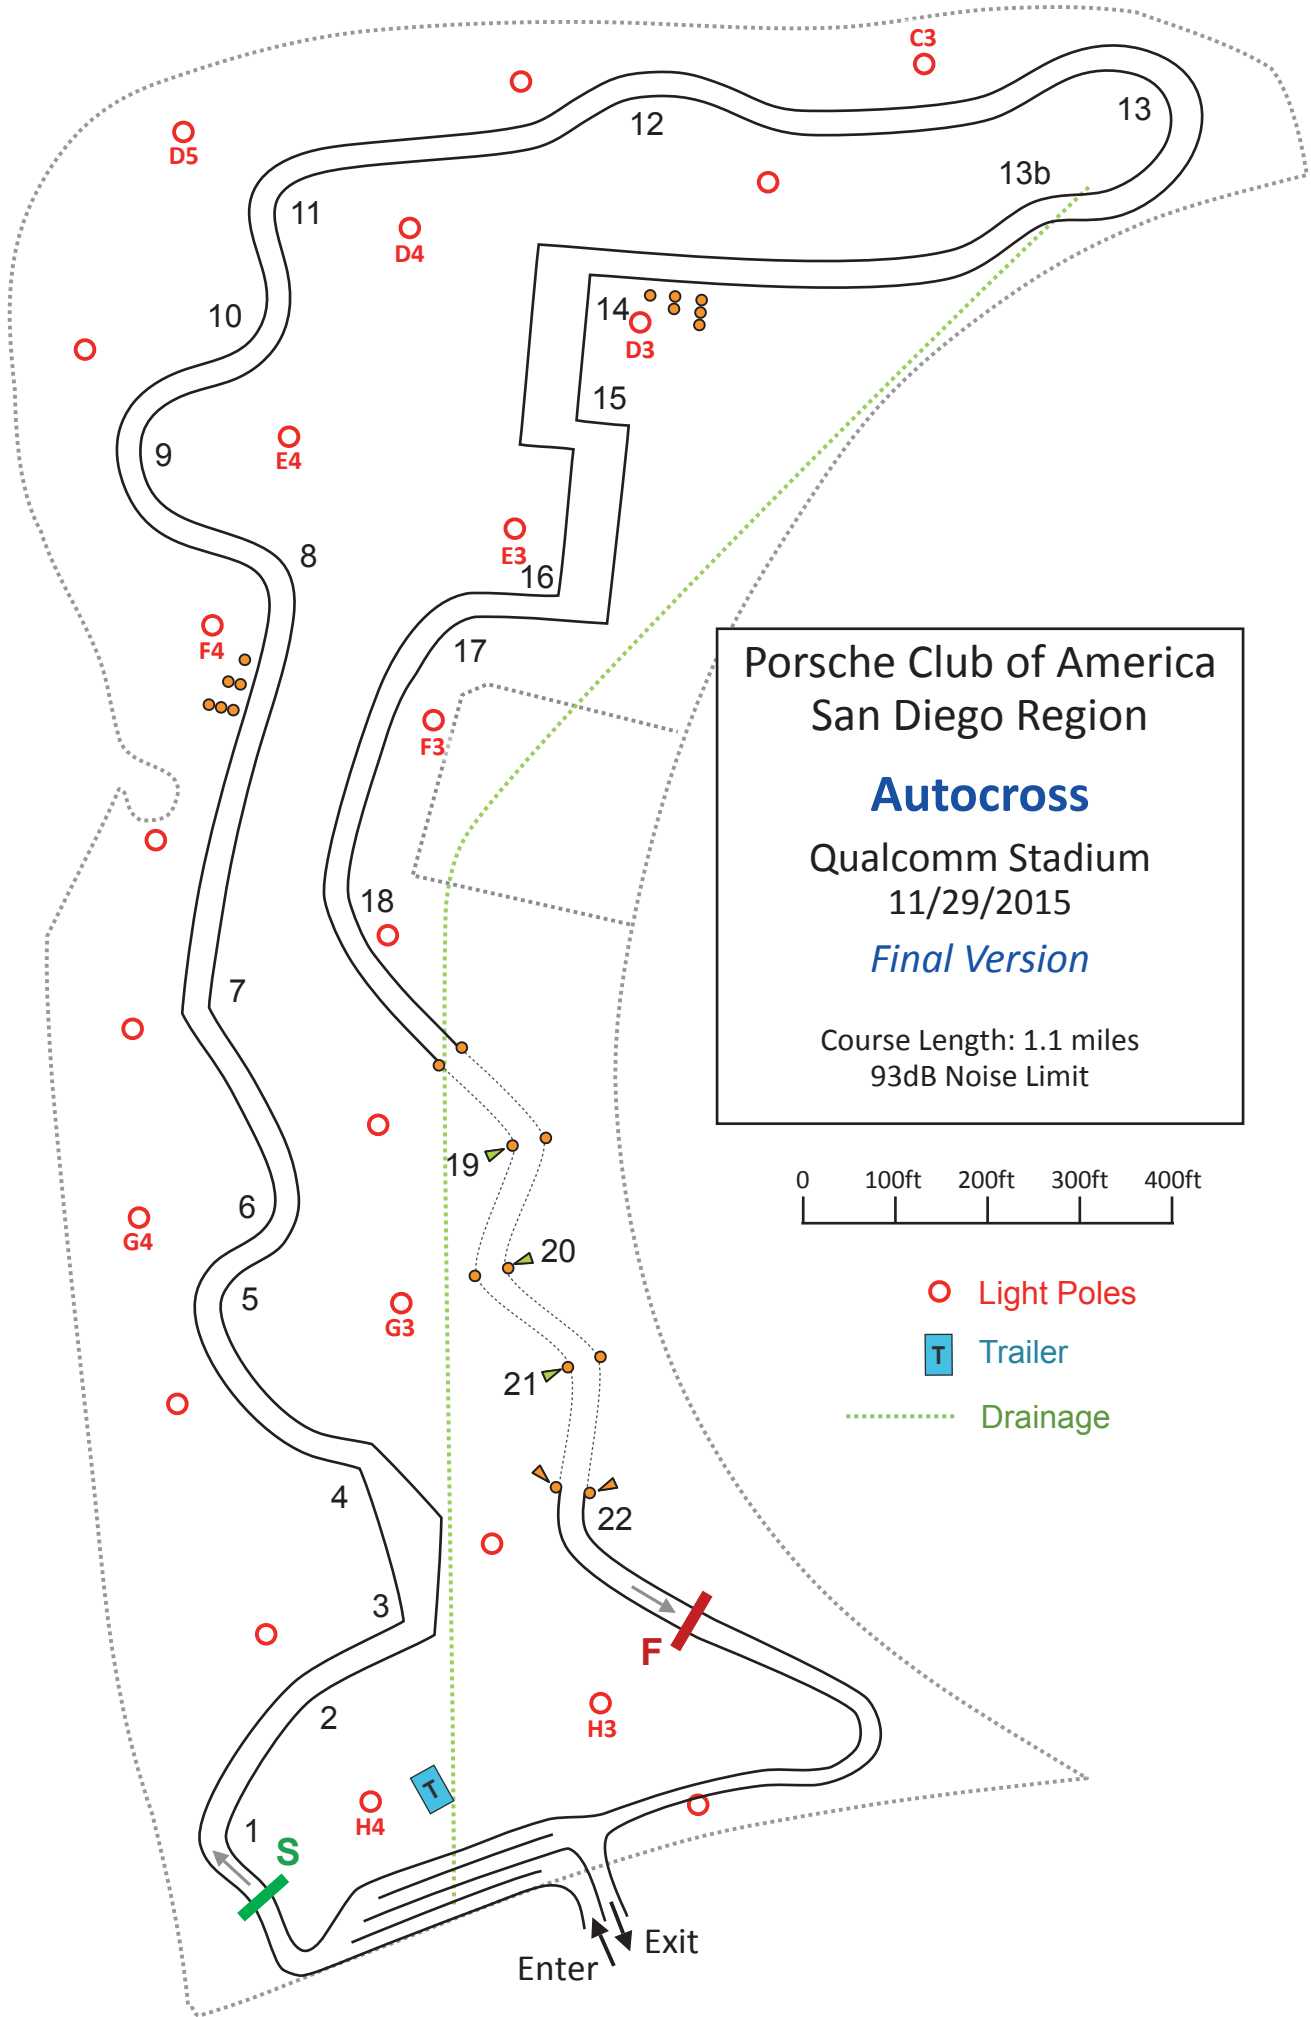 C3
13
12
D5
13b
11
D4
10
14
D3
15
9
E4
E3
8
16
F4
17
Porsche Club of America
San Diego Region
F3
Autocross
Qualcomm Stadium
11/29/2015
18
Final Version
7
Course Length: 1.1 miles
93dB Noise Limit
19
0 100ft 200ft 300ft 400ft
6
G4
20
5
G3
Light Poles
T Trailer
21
Drainage
4
22
3
F
2
H3
T
H4
1
S
Exit
Enter